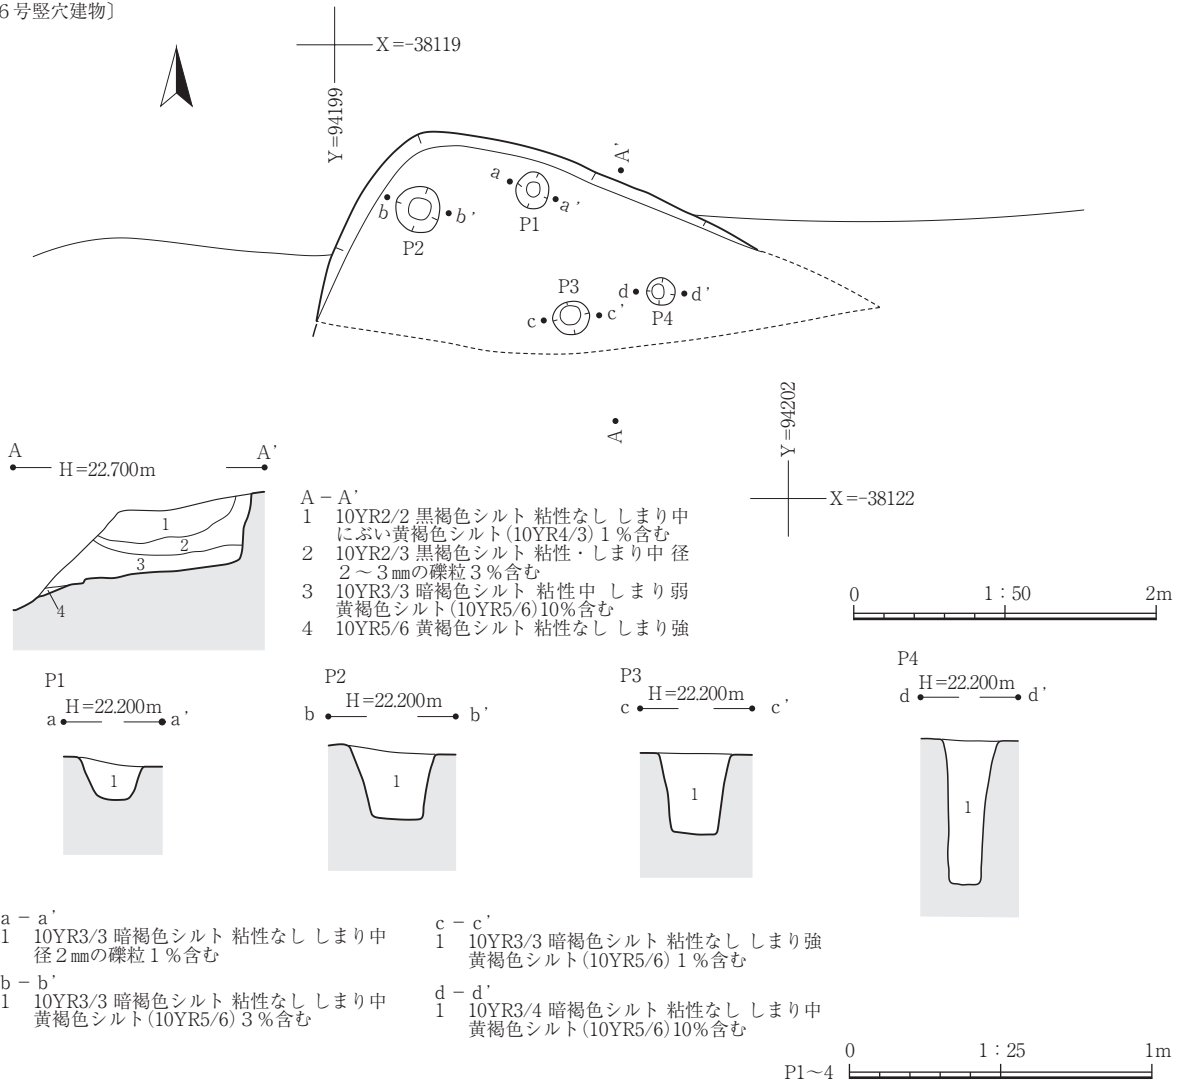 ６号竪穴建物〕
X=-38119
Y=94199
A'
a
a'
P1
b
b'
P2
P3
c
c'
d
d'
P4
A
Y=94202
X=-38122
A
A'
H=22.700m
1
2
3
4
A－A'
1 10YR2/2 黒褐色シルト 粘性なし しまり中
にぶい黄褐色シルト(10YR4/3)１%含む
2 10YR2/3 黒褐色シルト 粘性・しまり中 径
２～３㎜の礫粒３%含む
3 10YR3/3 暗褐色シルト 粘性中 しまり弱
黄褐色シルト(10YR5/6)10%含む
4 10YR5/6 黄褐色シルト 粘性なし しまり強
0 1：50 2m
P1
H=22.200m
a a'
1
P2
H=22.200m
b b'
1
P3
H=22.200m
c c'
1
P4
H=22.200m
d d'
1
a－a'
1 10YR3/3 暗褐色シルト 粘性なし しまり中
径２㎜の礫粒１%含む
b－b'
1 10YR3/3 暗褐色シルト 粘性なし しまり中
黄褐色シルト(10YR5/6)３%含む
c－c'
1 10YR3/3 暗褐色シルト 粘性なし しまり強
黄褐色シルト(10YR5/6)１%含む
d－d'
1 10YR3/4 暗褐色シルト 粘性なし しまり中
黄褐色シルト(10YR5/6)10%含む
0 1：25 1m
P1～4